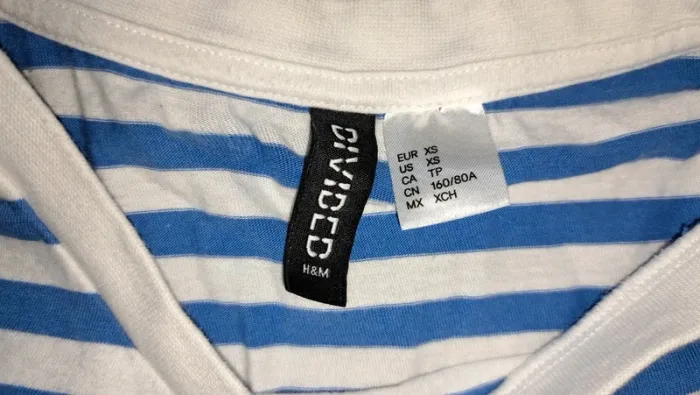 DIVIDED
H&M
EUR XS
US XS
CA TP
CN 160/80A
MX XCH